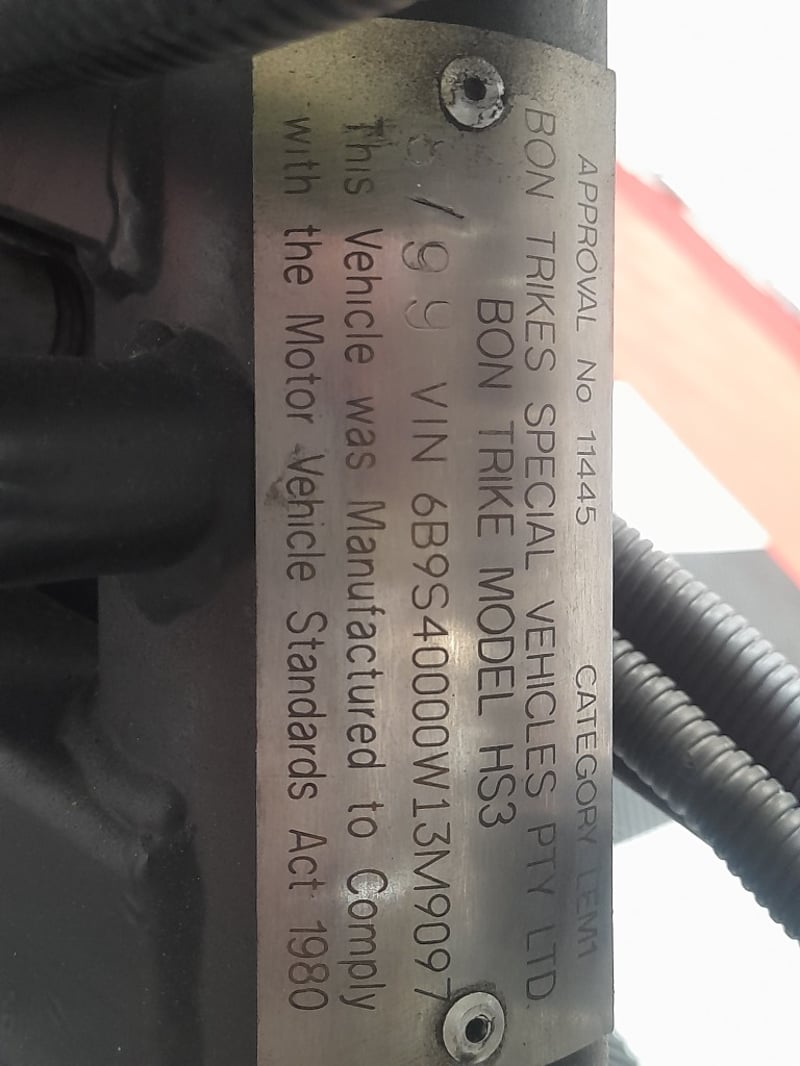 APPROVAL No 11445 CATEGORY LEM1
BON TRIKES SPECIAL VEHICLES PTY LTD
BON TRIKE MODEL HS3
/99 VIN 6B9S40000W13M9097
This Vehicle was Manufactured to Comply
with the Motor Vehicle Standards Act 1980